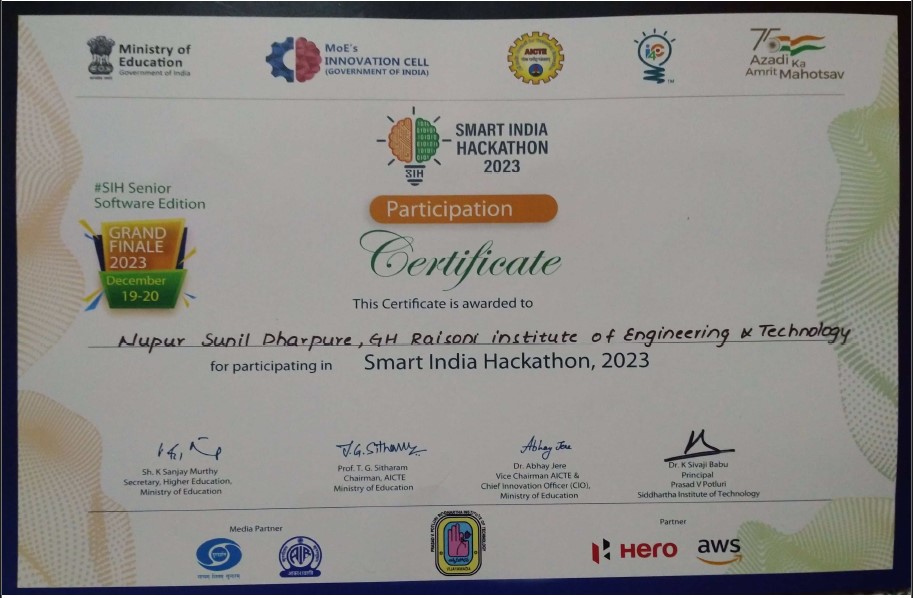 Ministry of
Education
Government of India
MoE's
INNOVATION CELL
(GOVERNMENT OF INDIA)
AICTE
i4C
TM
75
Azadi Ka
Amrit Mahotsav
SMART INDIA
HACKATHON
2023
SIH
#SIH Senior
Software Edition
GRAND
FINALE
2023
December
19-20
Participation
Certificate
This Certificate is awarded to
Nupur Sunil Dharpure, GH Raisoni institute of Engineering & Technology
for participating in Smart India Hackathon, 2023
J.G.Sitharam
Abhay Jere
Sh. K Sanjay Murthy
Secretary, Higher Education,
Ministry of Education
Prof. T. G. Sitharam
Chairman, AICTE
Ministry of Education
Dr. Abhay Jere
Vice Chairman AICTE &
Chief Innovation Officer (CIO),
Ministry of Education
Dr. K Sivaji Babu
Principal
Prasad V Potluri
Siddhartha Institute of Technology
Media Partner
AIR
Partner
Hero
aws